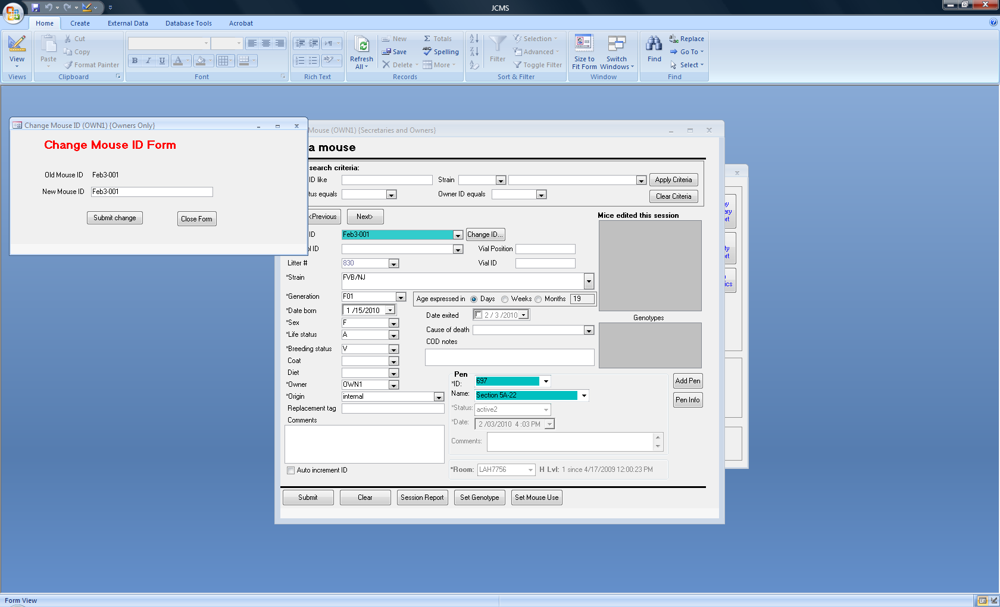 JCMS
Home Create External Data Database Tools Acrobat
View
Views
Paste
Cut
Copy
Format Painter
Clipboard
B I U A
Font
Rich Text
Refresh
All
New
Save
Delete
Totals
Spelling
More
Records
Filter
Selection
Advanced
Toggle Filter
Sort & Filter
Size to
Fit Form
Switch
Windows
Window
Find
Replace
Go To
Select
Find
Change Mouse ID (OWN1) {Owners Only}
Change Mouse ID Form
Old Mouse ID Feb3-001
New Mouse ID Feb3-001
Submit change Close Form
Mouse (OWN1) {Secretaries and Owners}
a mouse
search criteria:
ID like Strain Apply Criteria
tus equals Owner ID equals Clear Criteria
<Previous Next> Mice edited this session
ID Feb3-001 Change ID...
ol ID Vial Position
Litter # 830 Vial ID
*Strain FVB/NJ
*Generation F01 Age expressed in Days Weeks Months 19
*Date born 1 /15/2010 Date exited 2 / 3 /2010
Genotypes
*Sex F
*Life status A Cause of death
COD notes
*Breeding status V
Coat
Diet
*Owner OWN1
*Origin internal
Replacement tag
Comments
Auto increment ID
Pen
*ID: 697 Add Pen
Name: Section 5A-22 Pen Info
*Status: active2
*Date: 2 /03/2010 4 :03 PM
Comments:
*Room: LAH7756 H Lvl: 1 since 4/17/2009 12:00:23 PM
Submit Clear Session Report Set Genotype Set Mouse Use
ary
rt
ty
rt
ics
Form View